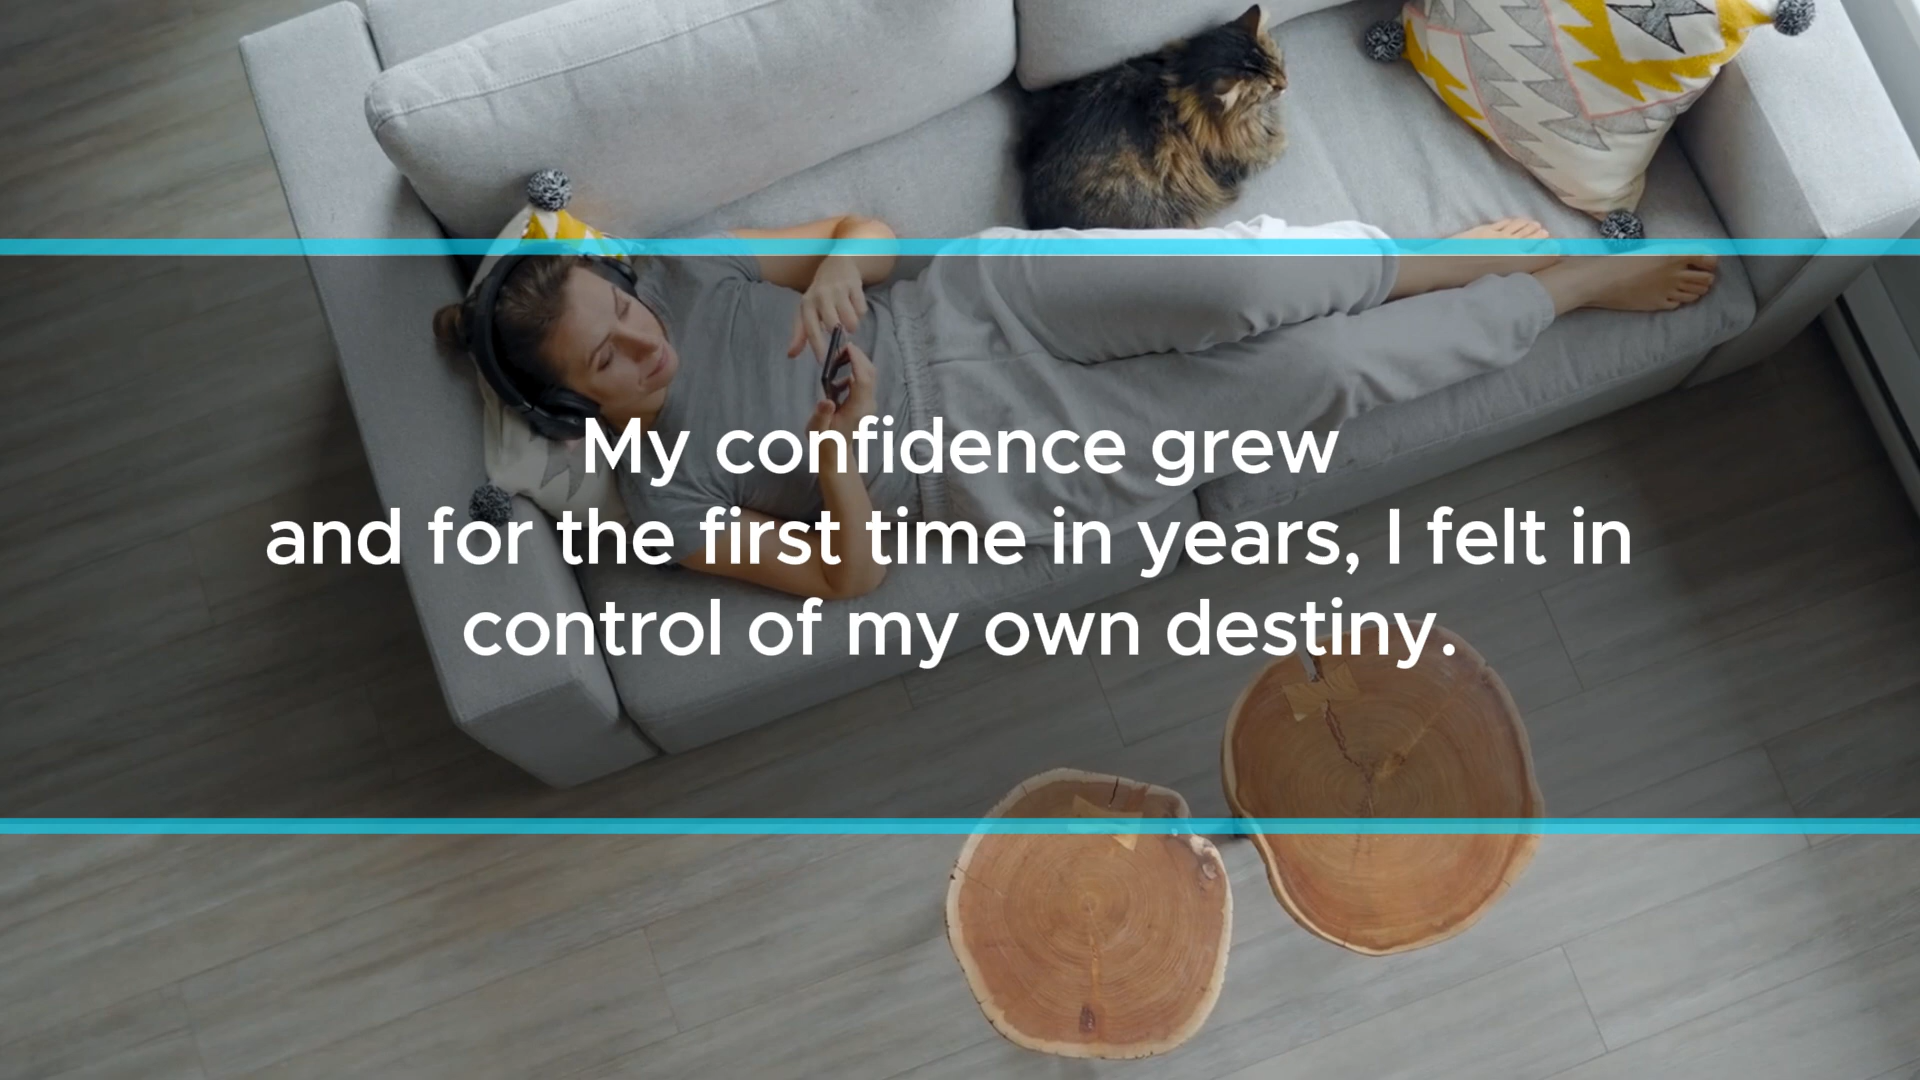 My confidence grew
and for the first time in years, I felt in
control of my own destiny.